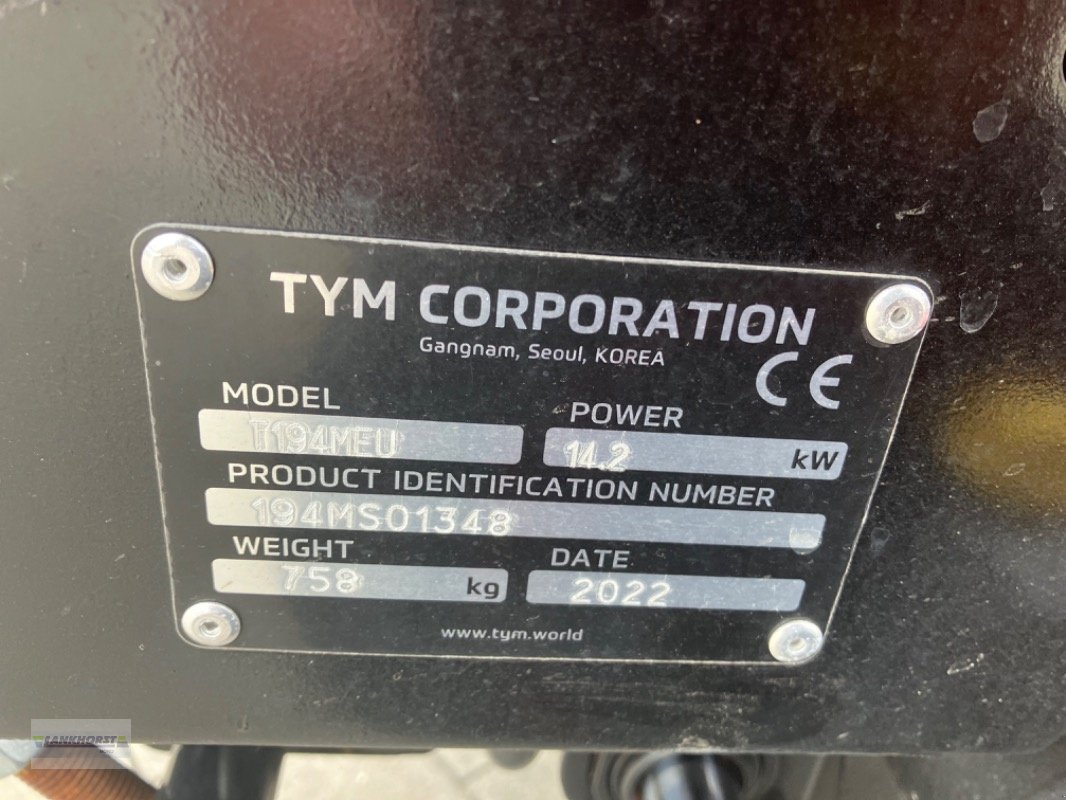 TYM CORPORATION
Gangnam, Seoul, KOREA
CE
MODEL
T194MEU
POWER
14.2 kW
PRODUCT IDENTIFICATION NUMBER
194MS01348
WEIGHT
758 kg
DATE
2022
www.tym.world
LANKHORST